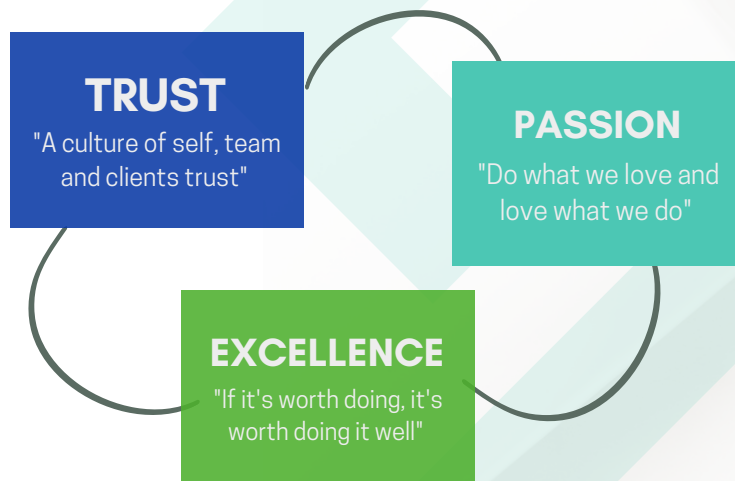 TRUST
"A culture of self, team
and clients trust"
PASSION
"Do what we love and
love what we do"
EXCELLENCE
"If it's worth doing, it's
worth doing it well"